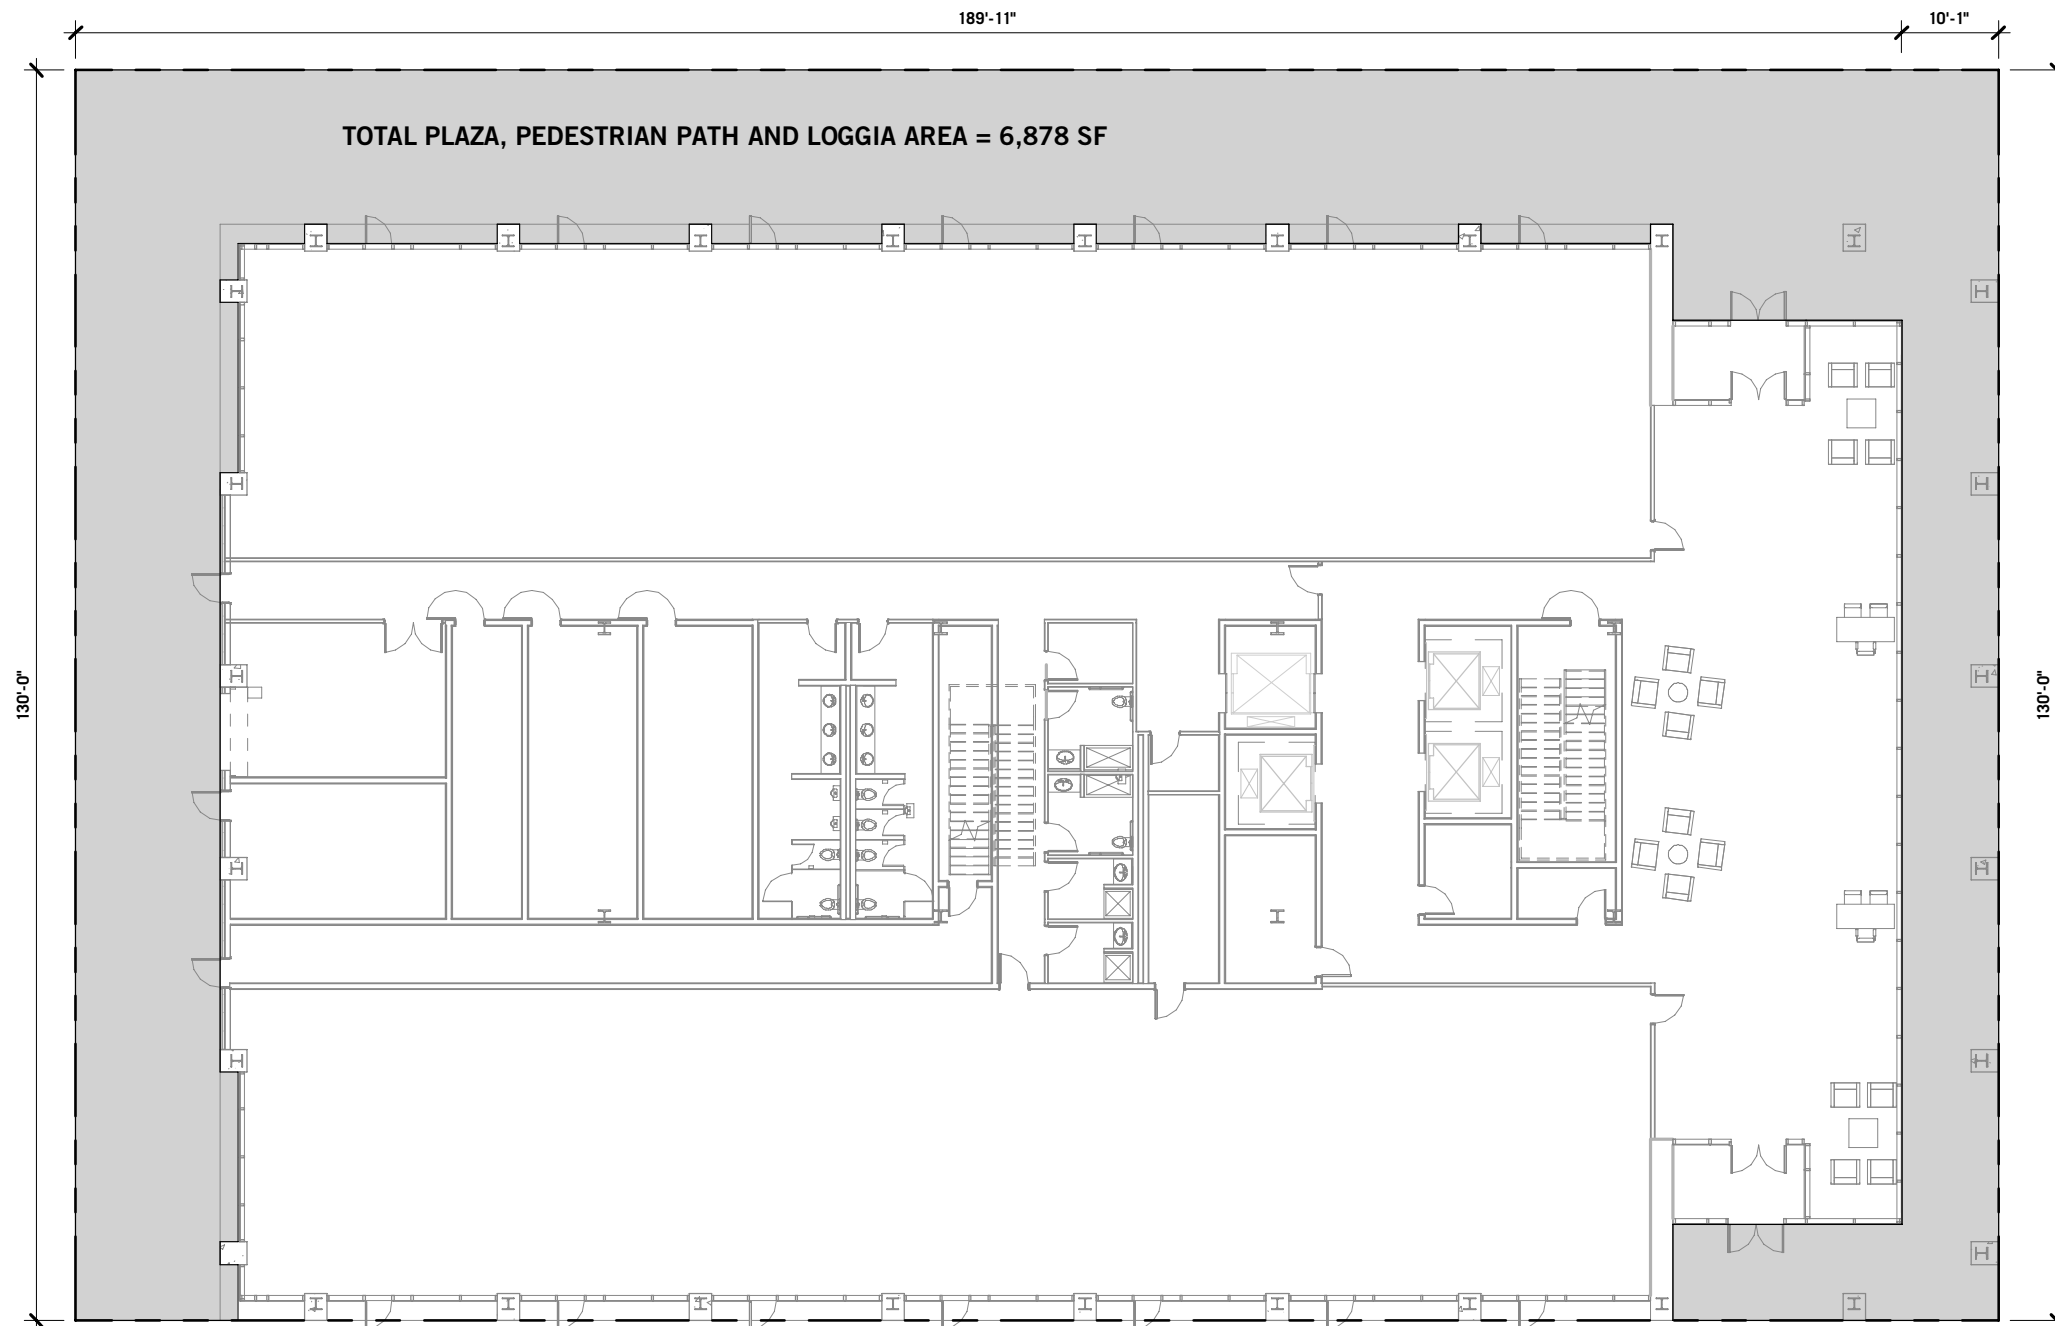 189'-11"
10'-1"
TOTAL PLAZA, PEDESTRIAN PATH AND LOGGIA AREA = 6,878 SF
130'-0"
130'-0"